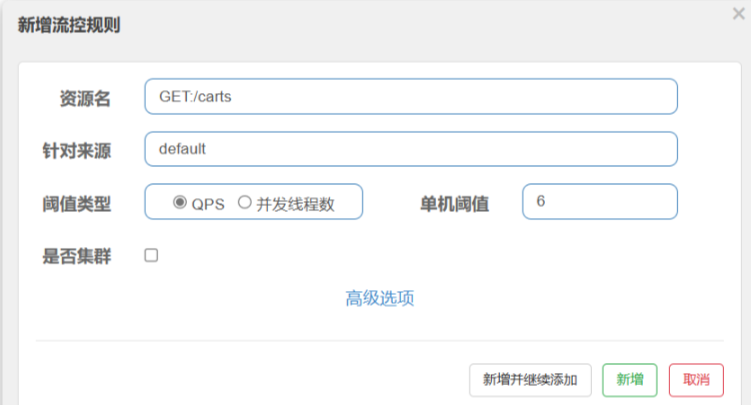 新增流控规则
×
资源名 GET:/carts
针对来源 default
阈值类型 QPS 并发线程数 单机阈值 6
是否集群
高级选项
新增并继续添加 新增 取消